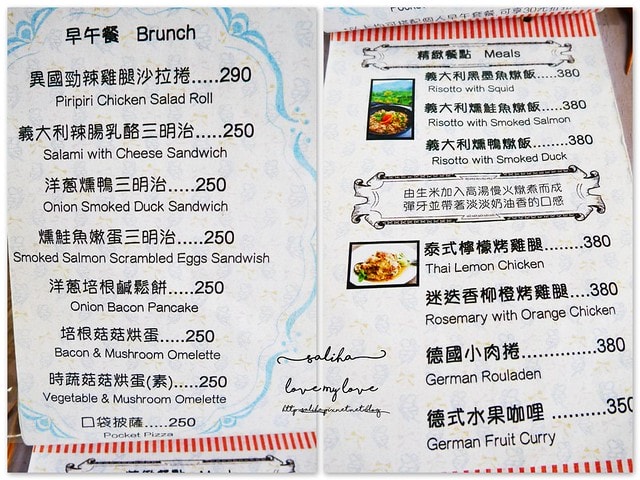 早午餐 Brunch
異國勁辣雞腿沙拉捲.....290
Piripiri Chicken Salad Roll
義大利辣腸乳酪三明治.....250
Salami with Cheese Sandwich
洋蔥燻鴨三明治.....250
Onion Smoked Duck Sandwich
燻鮭魚嫩蛋三明治.....250
Smoked Salmon Scrambled Eggs Sandwish
洋蔥培根鹹鬆餅.....250
Onion Bacon Pancake
培根菇菇烘蛋.....250
Bacon & Mushroom Omelette
時蔬菇菇烘蛋(素).....250
Vegetable & Mushroom Omelette
口袋披薩.....250
Pocket Pizza
精緻餐點 Meals
義大利黑墨魚燉飯.....380
Risotto with Squid
義大利燻鮭魚燉飯.....380
Risotto with Smoked Salmon
義大利燻鴨燉飯........380
Risotto with Smoked Duck
由生米加入高湯慢火燉煮而成
彈牙並帶著淡淡奶油香的口感
泰式檸檬烤雞腿........380
Thai Lemon Chicken
迷迭香柳橙烤雞腿....380
Rosemary with Orange Chicken
德國小肉捲.............380
German Rouladen
德式水果咖哩 .........350
German Fruit Curry
saliha
love my love